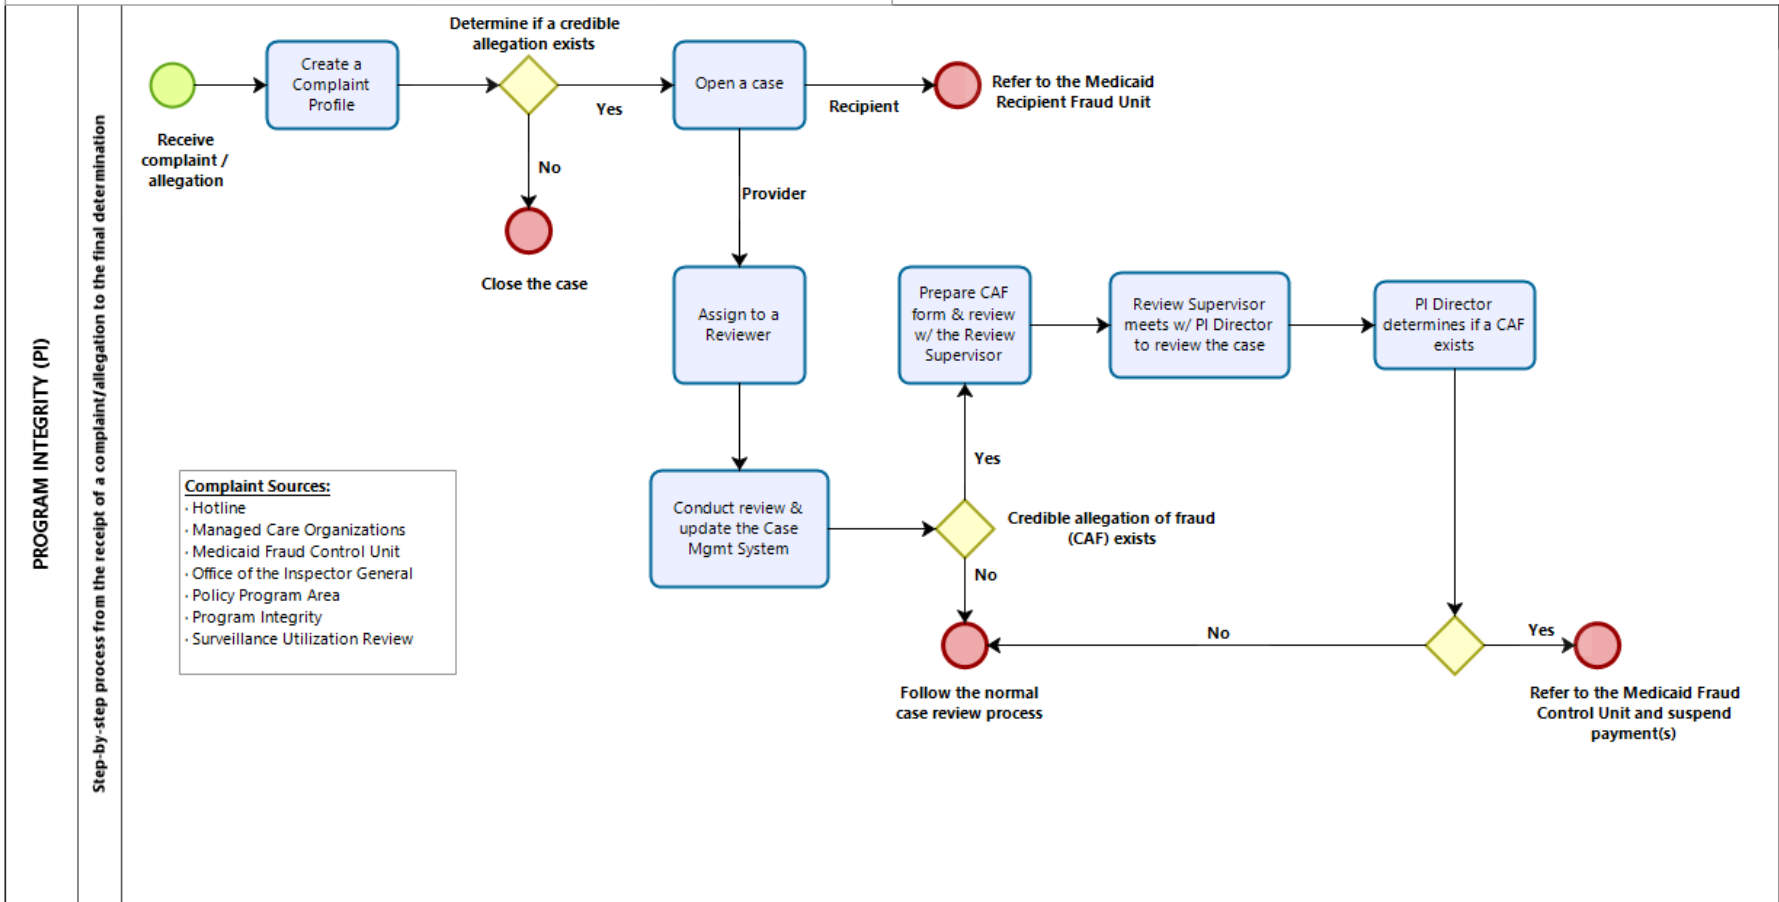 PROGRAM INTEGRITY (PI)
Step-by-step process from the receipt of a complaint/allegation to the final determination
Receive
complaint /
allegation
Create a
Complaint
Profile
Determine if a credible
allegation exists
Yes
No
Close the case
Open a case
Recipient
Refer to the Medicaid
Recipient Fraud Unit
Provider
Assign to a
Reviewer
Conduct review &
update the Case
Mgmt System
Credible allegation of fraud
(CAF) exists
Yes
No
Prepare CAF
form & review
w/ the Review
Supervisor
Review Supervisor
meets w/ PI Director
to review the case
PI Director
determines if a CAF
exists
No
Yes
Follow the normal
case review process
Refer to the Medicaid Fraud
Control Unit and suspend
payment(s)
Complaint Sources:
· Hotline
· Managed Care Organizations
· Medicaid Fraud Control Unit
· Office of the Inspector General
· Policy Program Area
· Program Integrity
· Surveillance Utilization Review